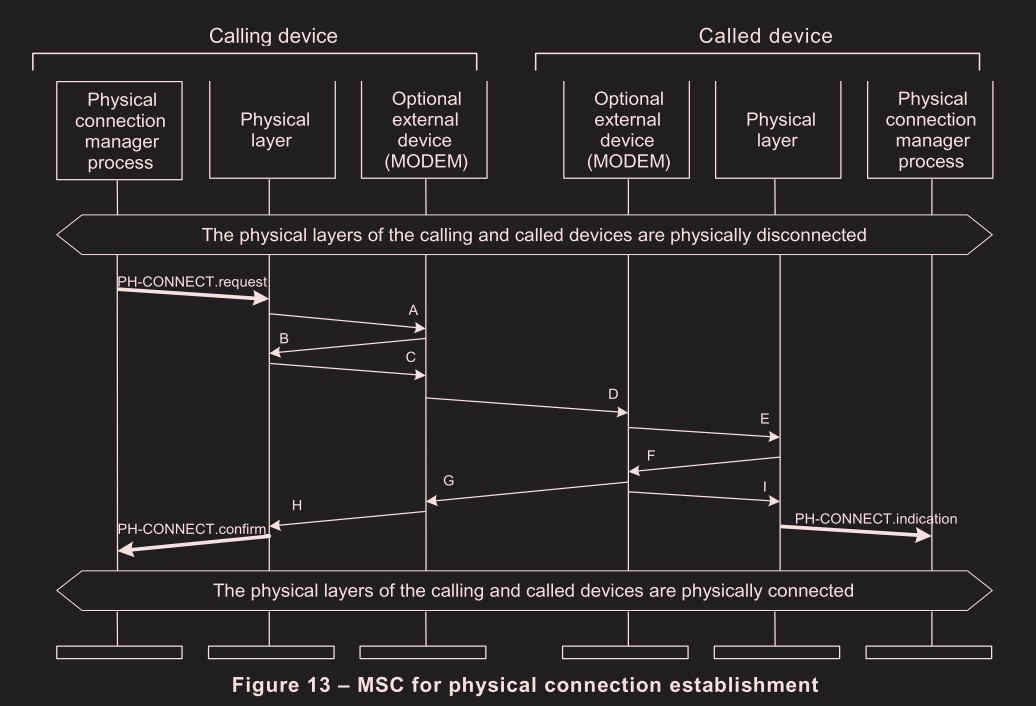 Calling device
Called device
Physical
connection
manager
process
Physical
layer
Optional
external
device
(MODEM)
Optional
external
device
(MODEM)
Physical
layer
Physical
connection
manager
process
The physical layers of the calling and called devices are physically disconnected
PH-CONNECT.request
A
B
C
D
E
F
G
I
H
PH-CONNECT.indication
PH-CONNECT.confirm
The physical layers of the calling and called devices are physically connected
Figure 13 – MSC for physical connection establishment